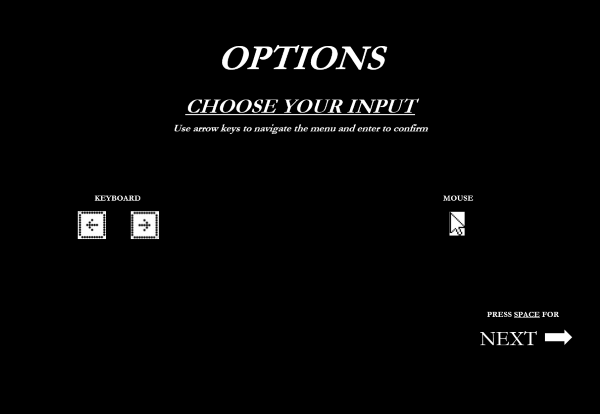 OPTIONS
CHOOSE YOUR INPUT
Use arrow keys to navigate the menu and enter to confirm
KEYBOARD
MOUSE
PRESS SPACE FOR
NEXT